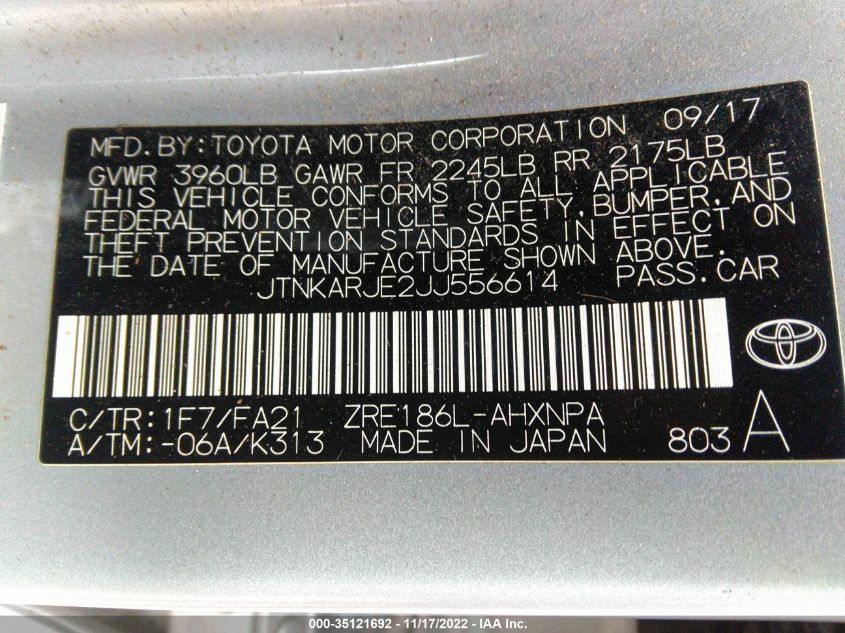 MFD.BY:TOYOTA MOTOR CORPORATION 09/17
GVWR 3960LB GAWR FR 2245LB RR 2175LB
THIS VEHICLE CONFORMS TO ALL APPLICABLE
FEDERAL MOTOR VEHICLE SAFETY,BUMPER,AND
THEFT PREVENTION STANDARDS IN EFFECT ON
THE DATE OF MANUFACTURE SHOWN ABOVE.
JTNKARJE2JJ556614 PASS.CAR
C/TR:1F7/FA21 ZRE186L-AHXNPA
A/TM:-06A/K313 MADE IN JAPAN 803 A
000-35121692 - 11/17/2022 - IAA Inc.